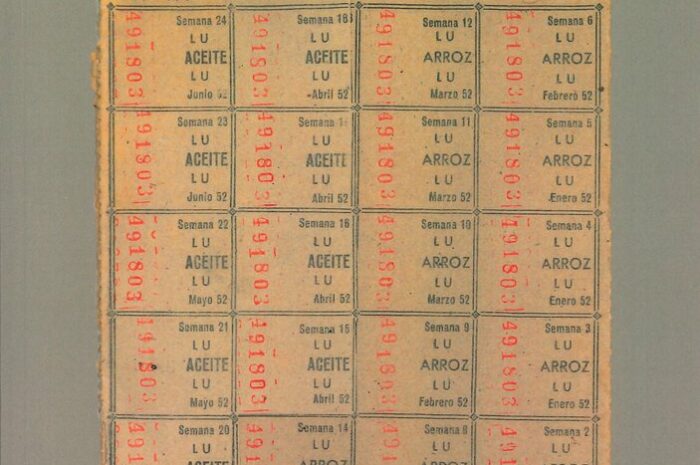 491803
Semana 24
LU
ACEITE
LU
Junio 52
491803
Semana 18
LU
ACEITE
LU
Abril 52
491803
Semana 12
LU
ARROZ
LU
Marzo 52
491803
Semana 6
LU
ARROZ
LU
Febrero 52
491803
Semana 23
LU
ACEITE
LU
Junio 52
491803
Semana
LU
ACEITE
LU
Abril 52
491803
Semana 11
LU
ARROZ
LU
Marzo 52
491803
Semana 5
LU
ARROZ
LU
Enero 52
491803
Semana 22
LU
ACEITE
LU
Mayo 52
491803
Semana 16
LU
ACEITE
LU
Abril 52
491803
Semana 10
LU
ARROZ
LU
Marzo 52
491803
Semana 4
LU
ARROZ
LU
Enero 52
491803
Semana 21
LU
ACEITE
LU
Mayo 52
491803
Semana 15
LU
ACEITE
LU
Abril 52
491803
Semana 9
LU
ARROZ
LU
Febrero 52
491803
Semana 3
LU
ARROZ
LU
Enero 52
Semana 20
LU
ACEITE
Semana 14
LU
ARROZ
Semana 8
LU
ARROZ
Semana 2
LU